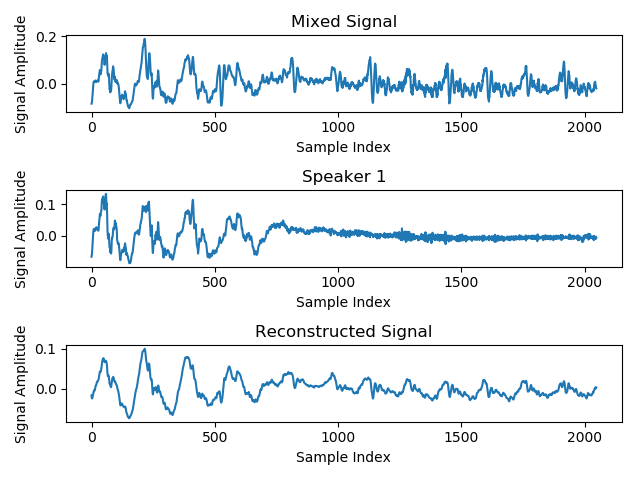 Mixed Signal
Signal Amplitude
0.2
0.0
0 500 1000 1500 2000
Sample Index
Speaker 1
Signal Amplitude
0.1
0.0
0 500 1000 1500 2000
Sample Index
Reconstructed Signal
Signal Amplitude
0.1
0.0
0 500 1000 1500 2000
Sample Index